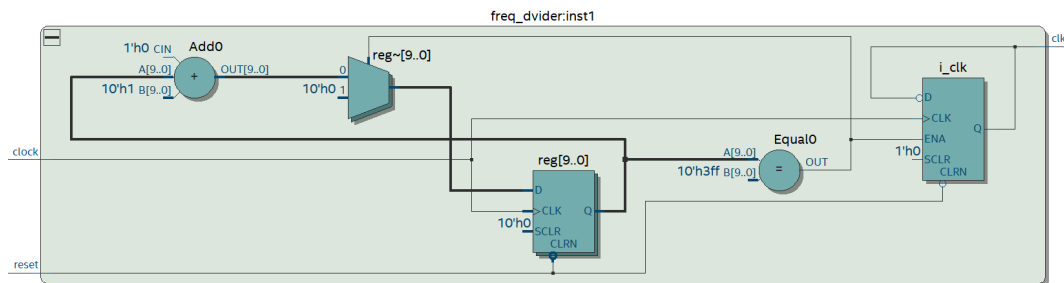 freq_dvider:inst1
Add0
1'h0 CIN
A[9..0]
10'h1 B[9..0]
+
OUT[9..0]
reg~[9..0]
0
10'h0 1
clk
i_clk
D
CLK
ENA
1'h0 SCLR
CLRN
Q
Equal0
A[9..0]
10'h3ff B[9..0]
=
OUT
clock
reg[9..0]
D
CLK
10'h0 SCLR
CLRN
Q
reset